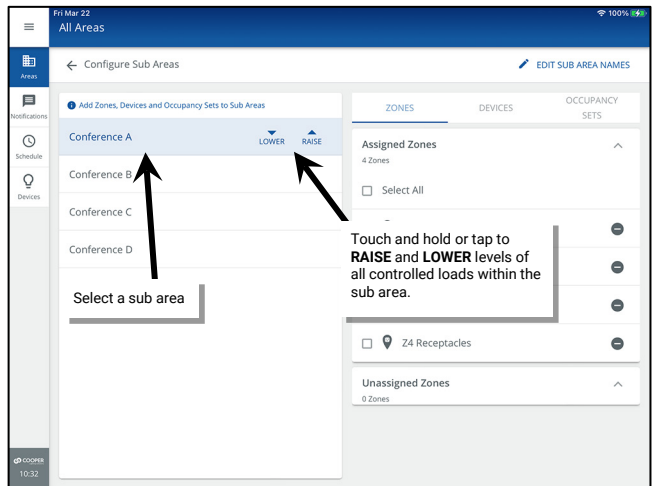 Fri Mar 22
100%
All Areas
Areas
Configure Sub Areas
EDIT SUB AREA NAMES
Notifications
Schedule
Devices
Add Zones, Devices and Occupancy Sets to Sub Areas
Conference A
LOWER RAISE
Conference B
Conference C
Conference D
Select a sub area
ZONES DEVICES OCCUPANCY
SETS
Assigned Zones
4 Zones
Select All
Touch and hold or tap to
RAISE and LOWER levels of
all controlled loads within the
sub area.
Z4 Receptacles
Unassigned Zones
0 Zones
COOPER
10:32